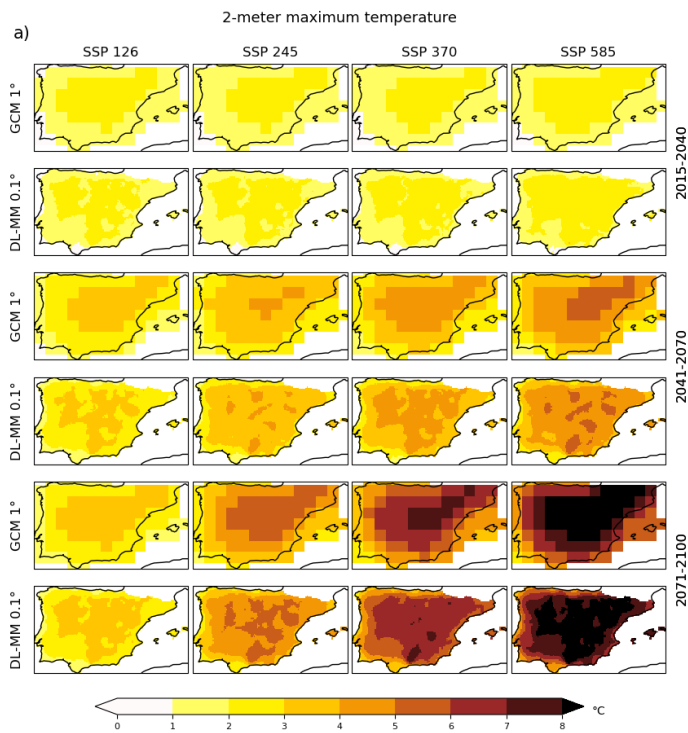 2-meter maximum temperature
a)
SSP 126 SSP 245 SSP 370 SSP 585
GCM 1°
DL-MM 0.1°
2015-2040
GCM 1°
DL-MM 0.1°
2041-2070
GCM 1°
DL-MM 0.1°
2071-2100
0 1 2 3 4 5 6 7 8 °C